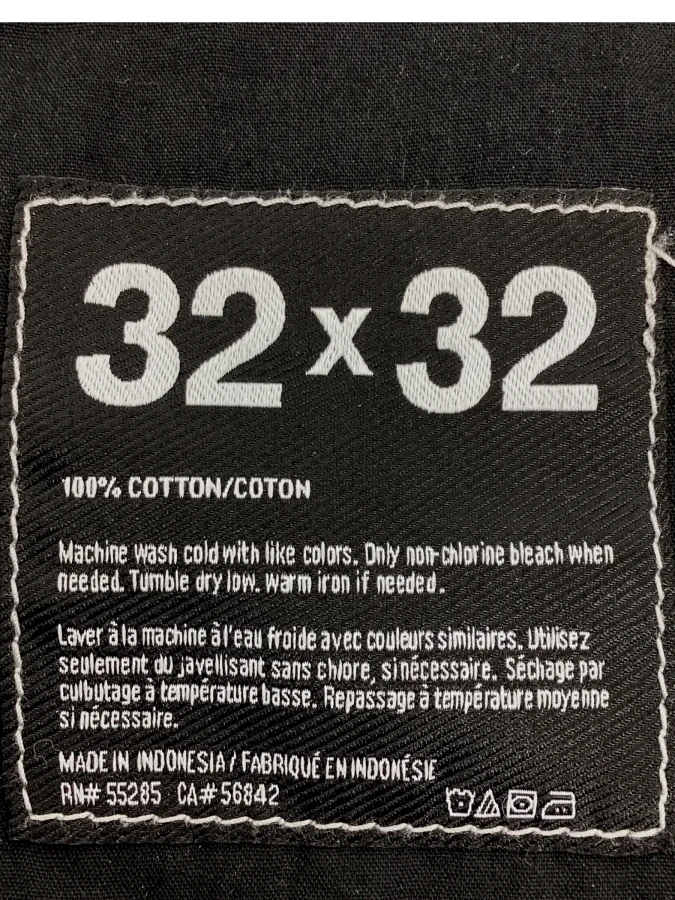 32 x 32
100% COTTON/COTON
Machine wash cold with like colors. Only non-chlorine bleach when
needed. Tumble dry low. Warm iron if needed.
Laver à la machine à l'eau froide avec couleurs similaires. Utilisez
seulement du javellisant sans chlore, si nécessaire. Séchage par
culbutage à température basse. Repassage à température moyenne
si nécessaire.
MADE IN INDONESIA / FABRIQUÉ EN INDONÉSIE
RN# 55285 CA# 56842